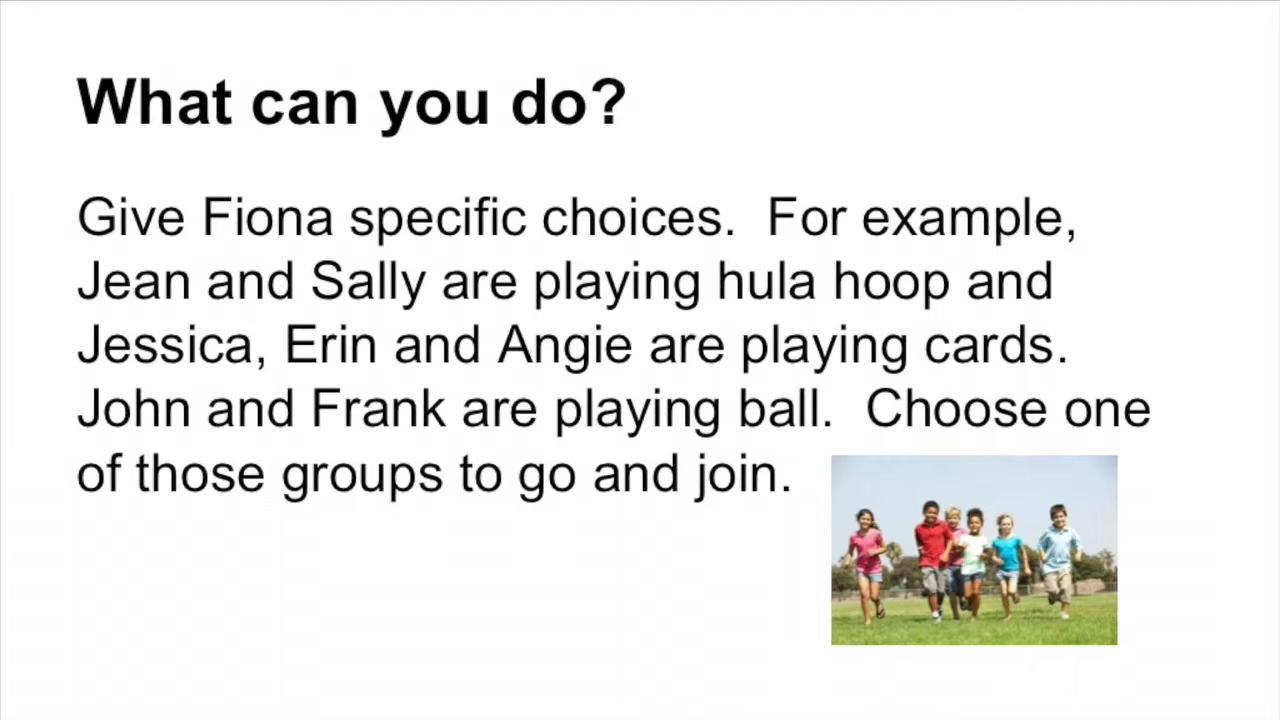 What can you do?
Give Fiona specific choices.  For example,
Jean and Sally are playing hula hoop and
Jessica, Erin and Angie are playing cards.
John and Frank are playing ball.  Choose one
of those groups to go and join.